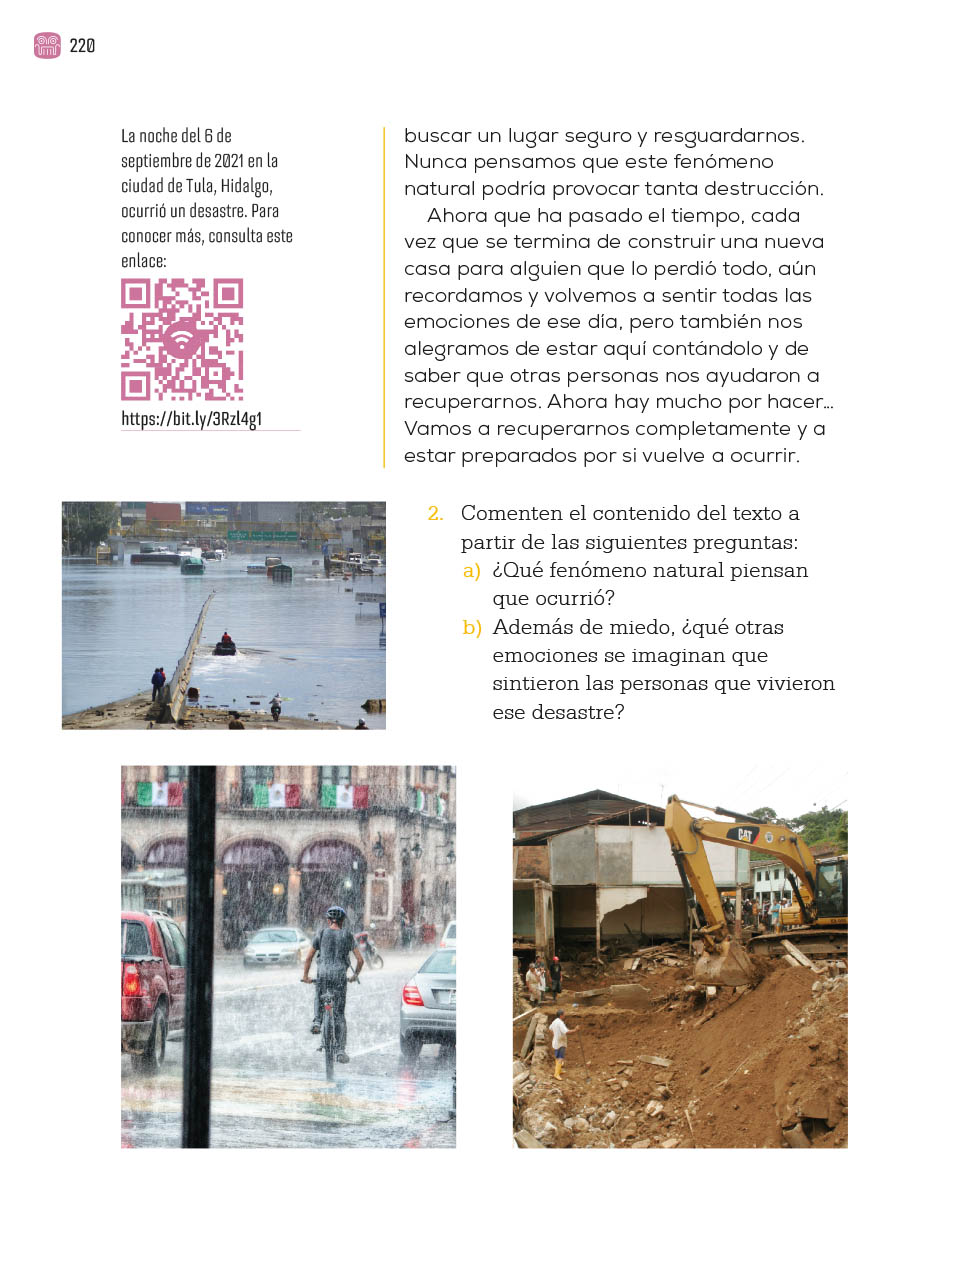 220
La noche del 6 de
septiembre de 2021 en la
ciudad de Tula, Hidalgo,
ocurrió un desastre. Para
conocer más, consulta este
enlace:
https://bit.ly/3Rzl4g1
buscar un lugar seguro y resguardarnos.
Nunca pensamos que este fenómeno
natural podría provocar tanta destrucción.
Ahora que ha pasado el tiempo, cada
vez que se termina de construir una nueva
casa para alguien que lo perdió todo, aún
recordamos y volvemos a sentir todas las
emociones de ese día, pero también nos
alegramos de estar aquí contándolo y de
saber que otras personas nos ayudaron a
recuperarnos. Ahora hay mucho por hacer...
Vamos a recuperarnos completamente y a
estar preparados por si vuelve a ocurrir.
2. Comenten el contenido del texto a
partir de las siguientes preguntas:
a) ¿Qué fenómeno natural piensan
que ocurrió?
b) Además de miedo, ¿qué otras
emociones se imaginan que
sintieron las personas que vivieron
ese desastre?
CAT